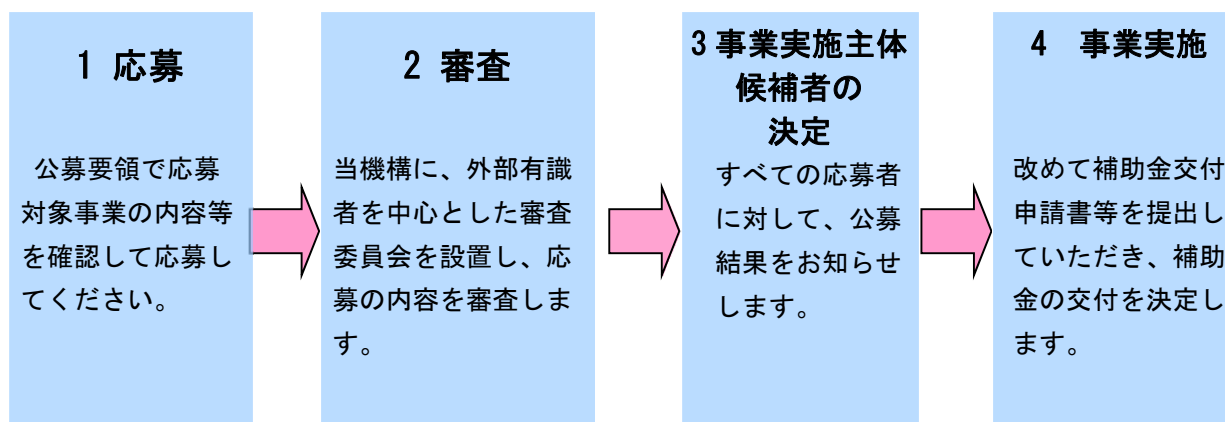 1 応募
公募要領で応募
対象事業の内容等
を確認して応募し
てください。
2 審査
当機構に、外部有識
者を中心とした審査
委員会を設置し、応
募の内容を審査しま
す。
3 事業実施主体
候補者の
決定
すべての応募者
に対して、公募
結果をお知らせ
します。
4 事業実施
改めて補助金交付
申請書等を提出し
ていただき、補助
金の交付を決定し
ます。